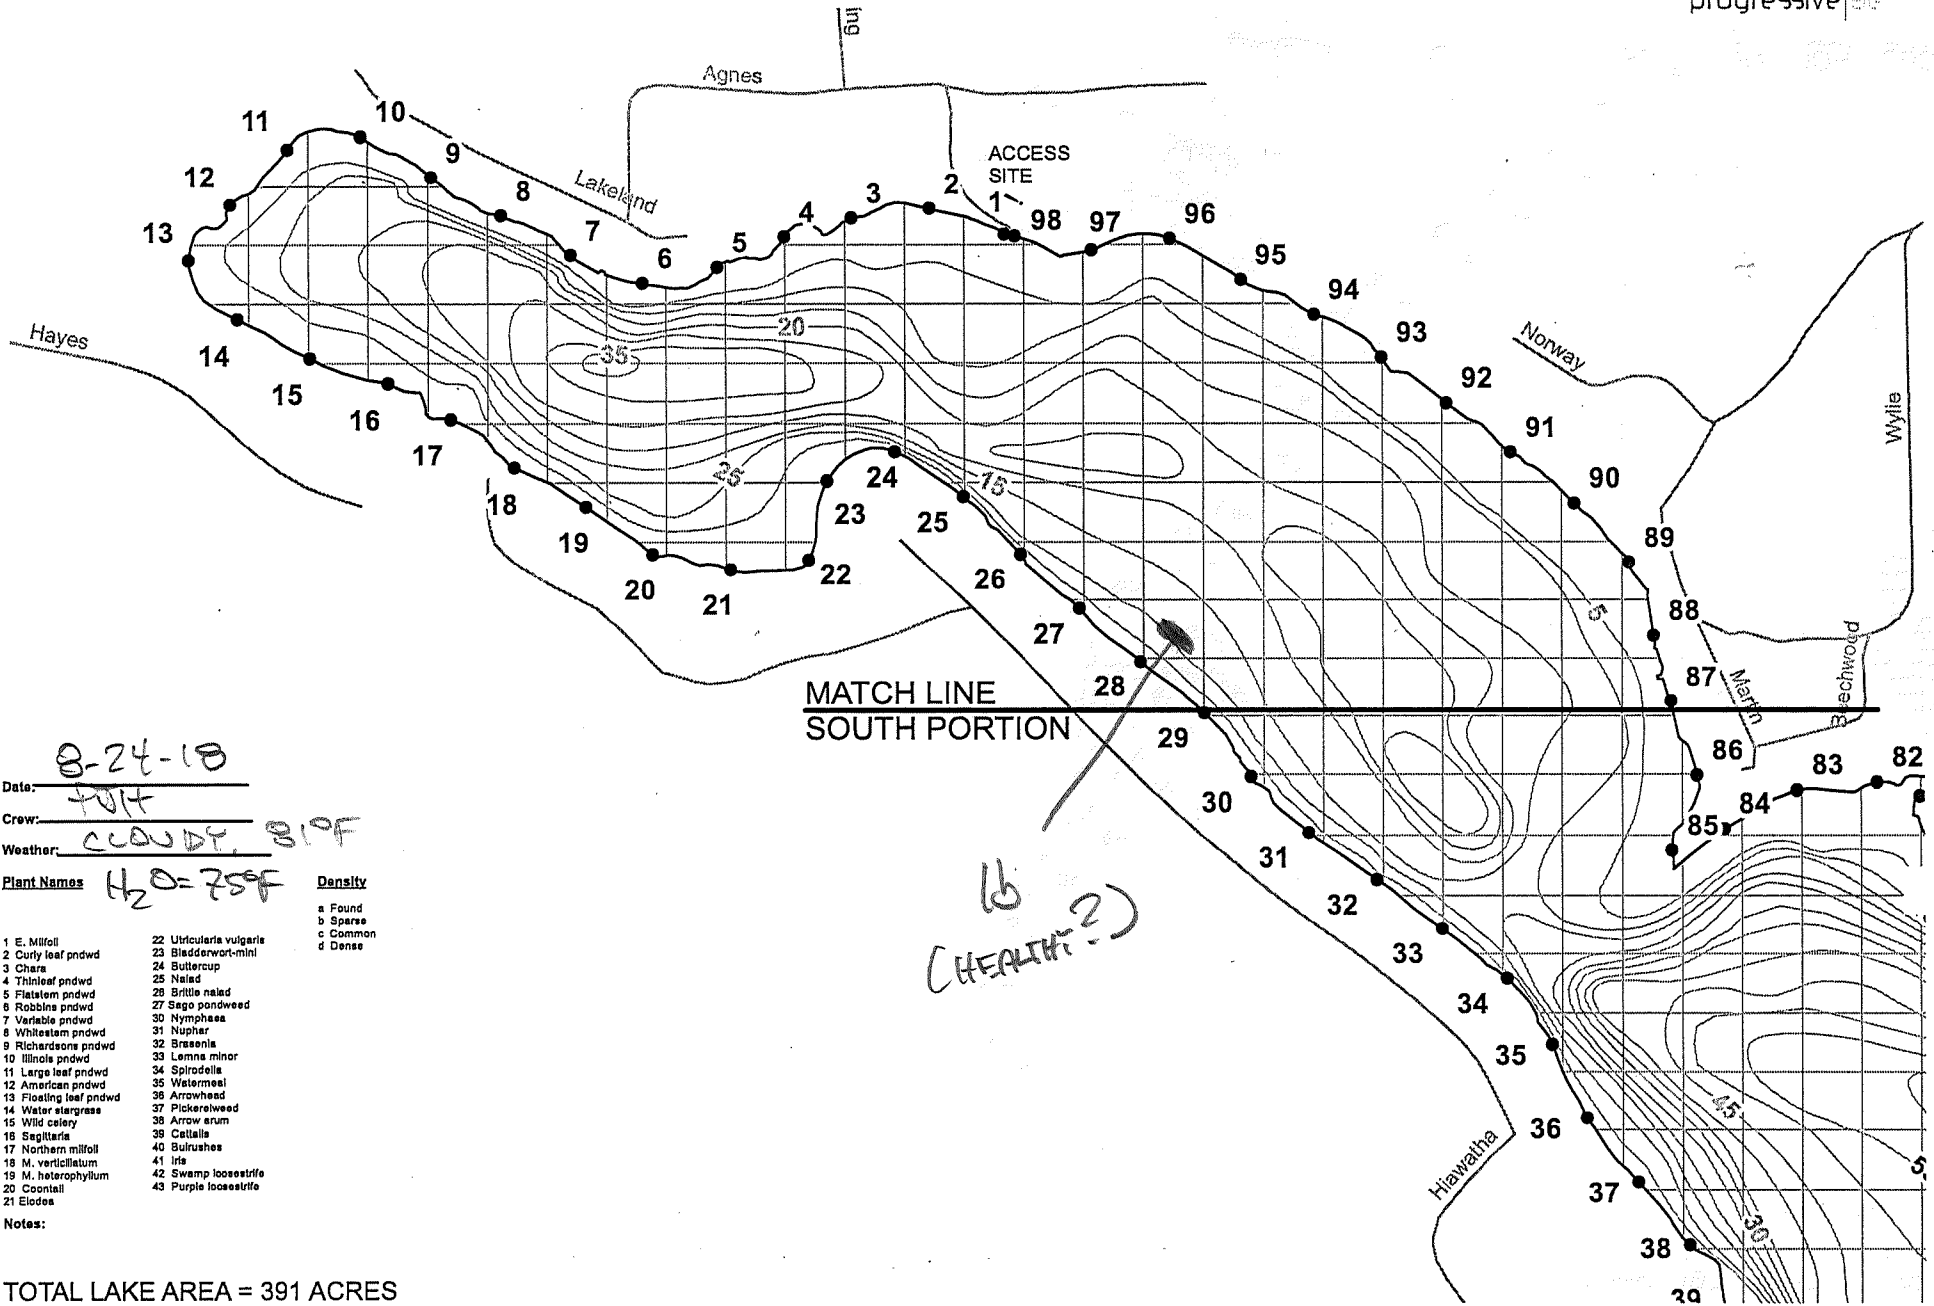 progressive
ing
Agnes
10
11
9
Lakeland
ACCESS
SITE
12
8
2
3
1
98
96
4
97
13
7
5
6
95
94
20
93
Norway
Hayes
35
14
92
15
16
91
Wylie
17
25
24
15
90
18
23
25
89
19
26
22
20
21
5
88
27
Beechwood
87
Martin
28
MATCH LINE
SOUTH PORTION
29
86
83
82
30
84
85
31
32
33
34
35
45
36
Hiawatha
37
30
38
39
1b
(HEALTHY?)
Date: 8-24-18
Crew:
Weather: CLOUDY, 81°F
Plant Names H2O=75°F Density
a Found
b Sparse
c Common
d Dense
1 E. Milfoil
2 Curly leaf pndwd
3 Chara
4 Thinleaf pndwd
5 Flatstem pndwd
6 Robbins pndwd
7 Variable pndwd
8 Whitestem pndwd
9 Richardsons pndwd
10 Illinois pndwd
11 Large leaf pndwd
12 American pndwd
13 Floating leaf pndwd
14 Water stargrass
15 Wild celery
16 Sagittaria
17 Northern milfoil
18 M. verticillatum
19 M. heterophyllum
20 Coontail
21 Elodea
22 Utricularia vulgaris
23 Bladderwort-mini
24 Buttercup
25 Naiad
26 Brittle naiad
27 Sago pondweed
30 Nymphaea
31 Nuphar
32 Brasenia
33 Lemna minor
34 Spirodella
35 Watermeal
36 Arrowhead
37 Pickerelweed
38 Arrow arum
39 Cattails
40 Bulrushes
41 Iris
42 Swamp loosestrife
43 Purple loosestrife
Notes:
TOTAL LAKE AREA = 391 ACRES